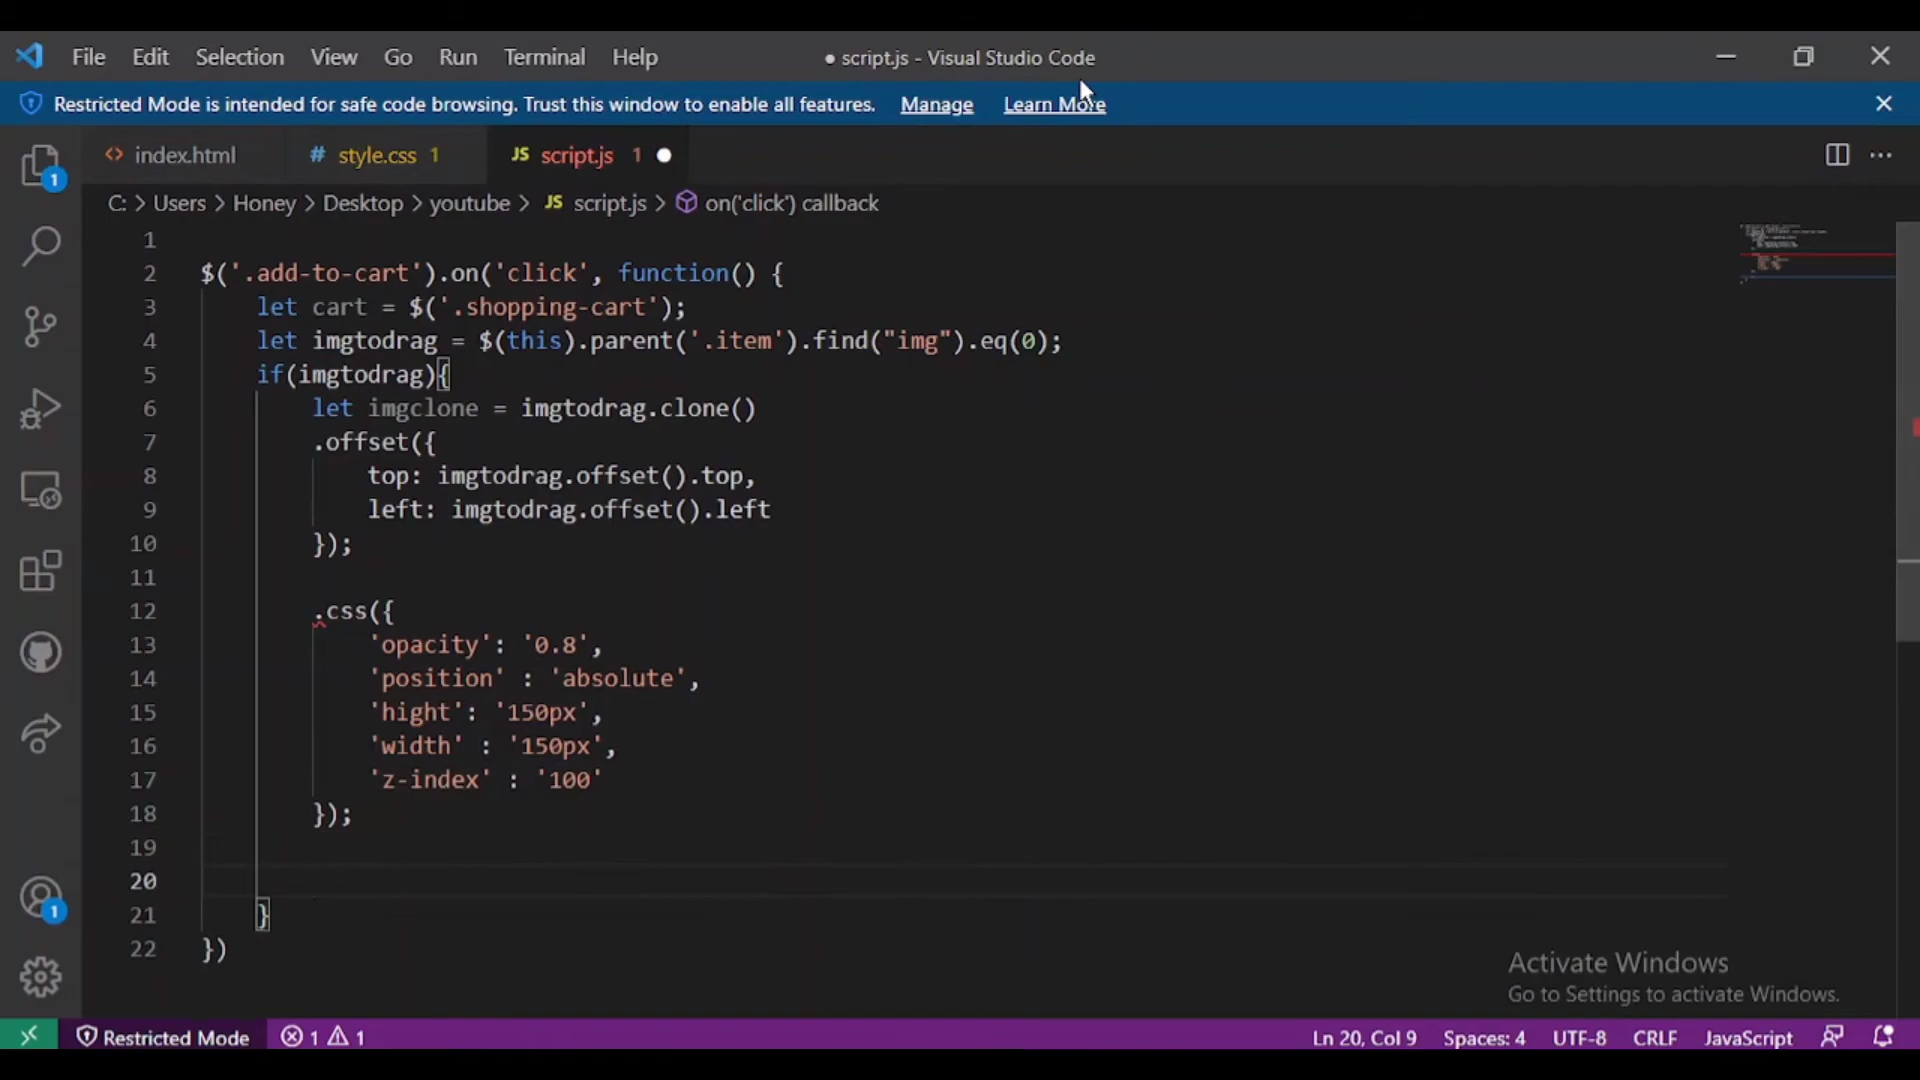 File Edit Selection View Go Run Terminal Help ● script.js - Visual Studio Code
Restricted Mode is intended for safe code browsing. Trust this window to enable all features. Manage Learn More
index.html # style.css 1 JS script.js 1
C: > Users > Honey > Desktop > youtube > JS script.js > on('click') callback
1
2 $('.add-to-cart').on('click', function() {
3 let cart = $('.shopping-cart');
4 let imgtodrag = $(this).parent('.item').find("img").eq(0);
5 if(imgtodrag){
6 let imgclone = imgtodrag.clone()
7 .offset({
8 top: imgtodrag.offset().top,
9 left: imgtodrag.offset().left
10 });
11
12 .css({
13 'opacity': '0.8',
14 'position' : 'absolute',
15 'hight': '150px',
16 'width' : '150px',
17 'z-index' : '100'
18 });
19
20
21 }
22 })
1
1
Activate Windows
Go to Settings to activate Windows.
Restricted Mode 1 1 Ln 20, Col 9 Spaces: 4 UTF-8 CRLF JavaScript